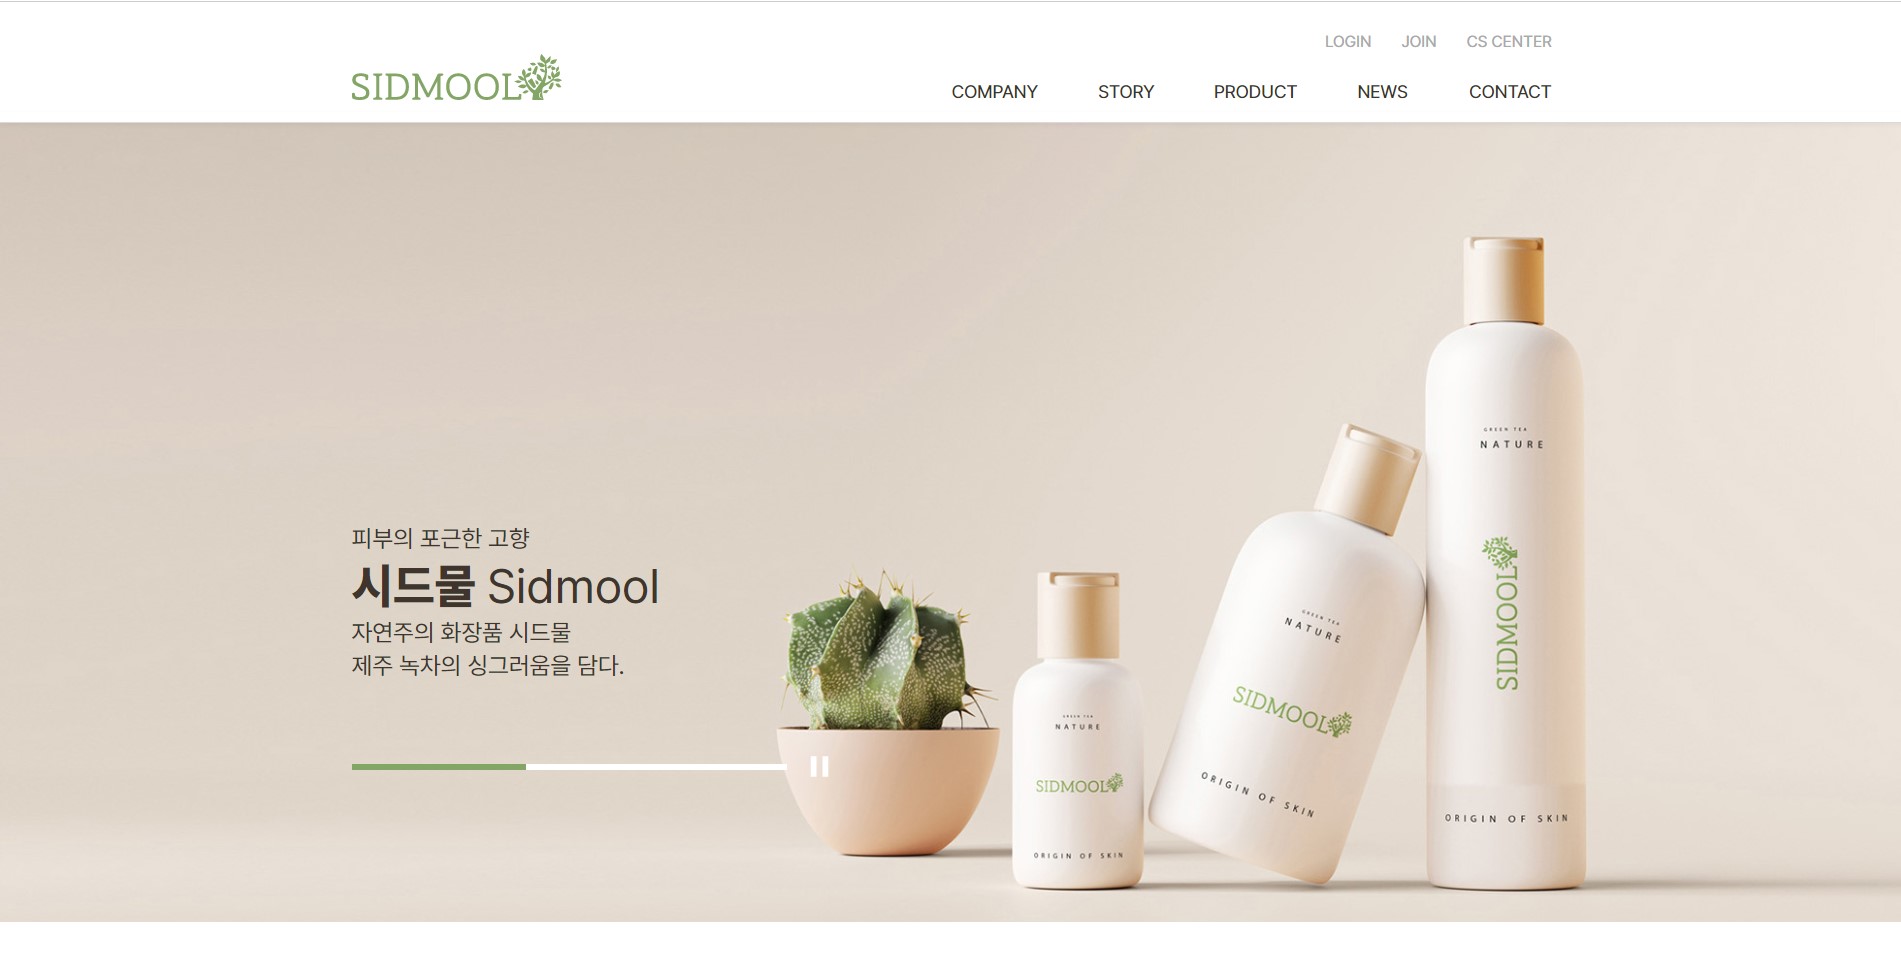 LOGIN JOIN CS CENTER
SIDMOOL
COMPANY STORY PRODUCT NEWS CONTACT
피부의 포근한 고향
시드물 Sidmool
자연주의 화장품 시드물
제주 녹차의 싱그러움을 담다.
GREEN TEA
NATURE
SIDMOOL
ORIGIN OF SKIN
GREEN TEA
NATURE
SIDMOOL
ORIGIN OF SKIN
GREEN TEA
NATURE
SIDMOOL
ORIGIN OF SKIN